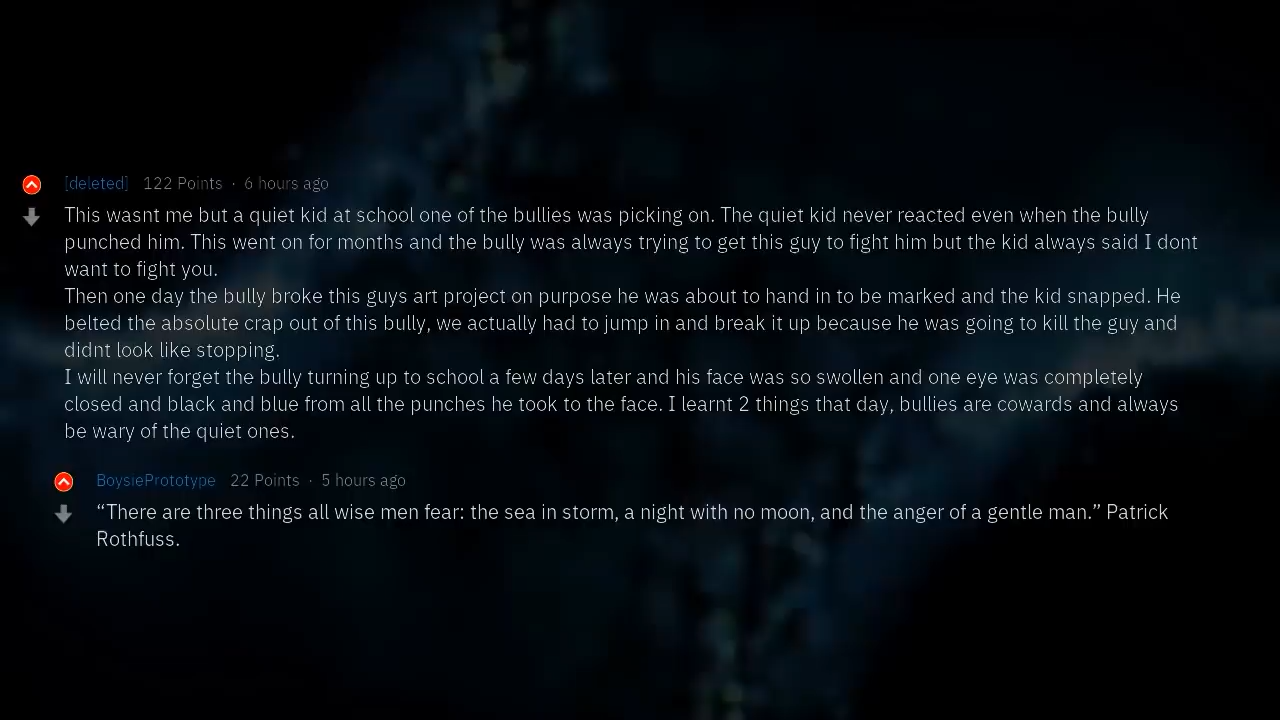 [deleted] 122 Points · 6 hours ago
This wasnt me but a quiet kid at school one of the bullies was picking on. The quiet kid never reacted even when the bully
punched him. This went on for months and the bully was always trying to get this guy to fight him but the kid always said I dont
want to fight you.
Then one day the bully broke this guys art project on purpose he was about to hand in to be marked and the kid snapped. He
belted the absolute crap out of this bully, we actually had to jump in and break it up because he was going to kill the guy and
didnt look like stopping.
I will never forget the bully turning up to school a few days later and his face was so swollen and one eye was completely
closed and black and blue from all the punches he took to the face. I learnt 2 things that day, bullies are cowards and always
be wary of the quiet ones.
BoysiePrototype 22 Points · 5 hours ago
“There are three things all wise men fear: the sea in storm, a night with no moon, and the anger of a gentle man.” Patrick
Rothfuss.